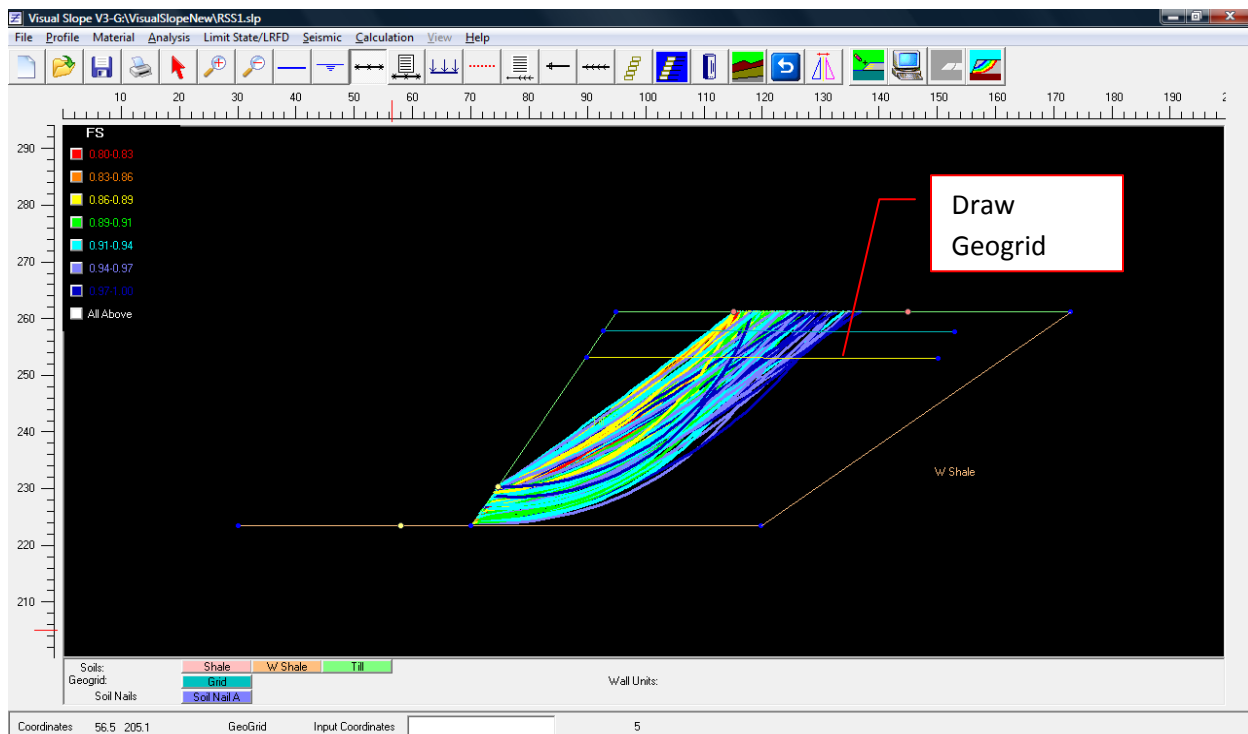 Visual Slope V3-G:\VisualSlopeNew\RSS1.slp
File Profile Material Analysis Limit State/LRFD Seismic Calculation View Help
10 20 30 40 50 60 70 80 90 100 110 120 130 140 150 160 170 180 190
FS
0.80-0.83
0.83-0.86
0.86-0.89
0.89-0.91
0.91-0.94
0.94-0.97
0.97-1.00
All Above
290
280
270
260
250
240
230
220
210
Draw
Geogrid
W Shale
Soils: Shale W Shale Till
Geogrid: Grid Wall Units:
Soil Nails Soil Nail A
Coordinates 56.5 205.1 GeoGrid Input Coordinates 5